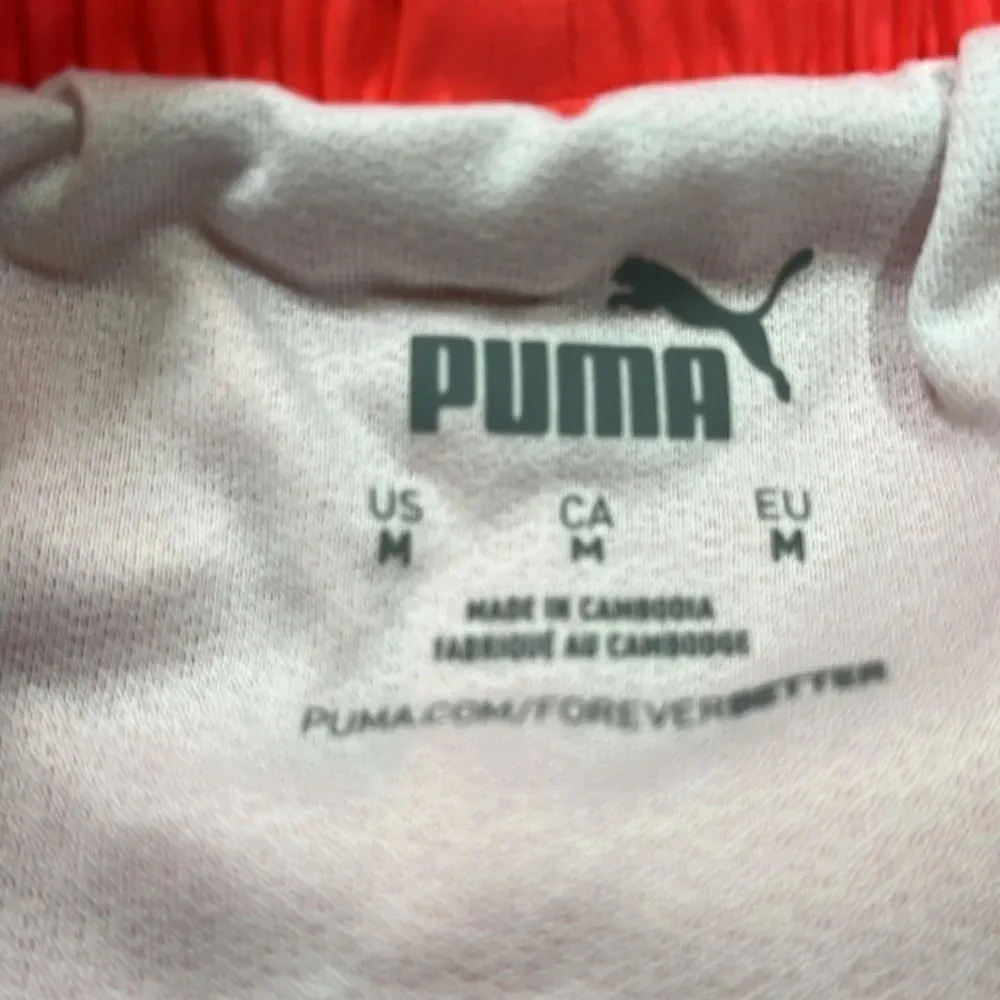 PUMA
US CA EU
M M M
MADE IN CAMBODIA
FABRIQUÉ AU CAMBODGE
PUMA.COM/FOREVERBETTER